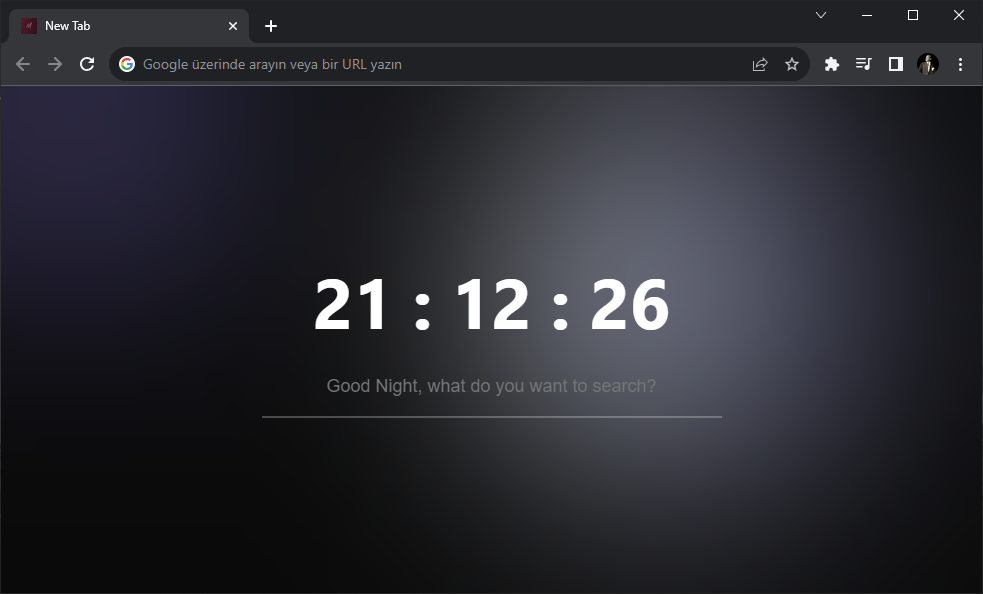 New Tab
Google üzerinde arayın veya bir URL yazın
21 : 12 : 26
Good Night, what do you want to search?